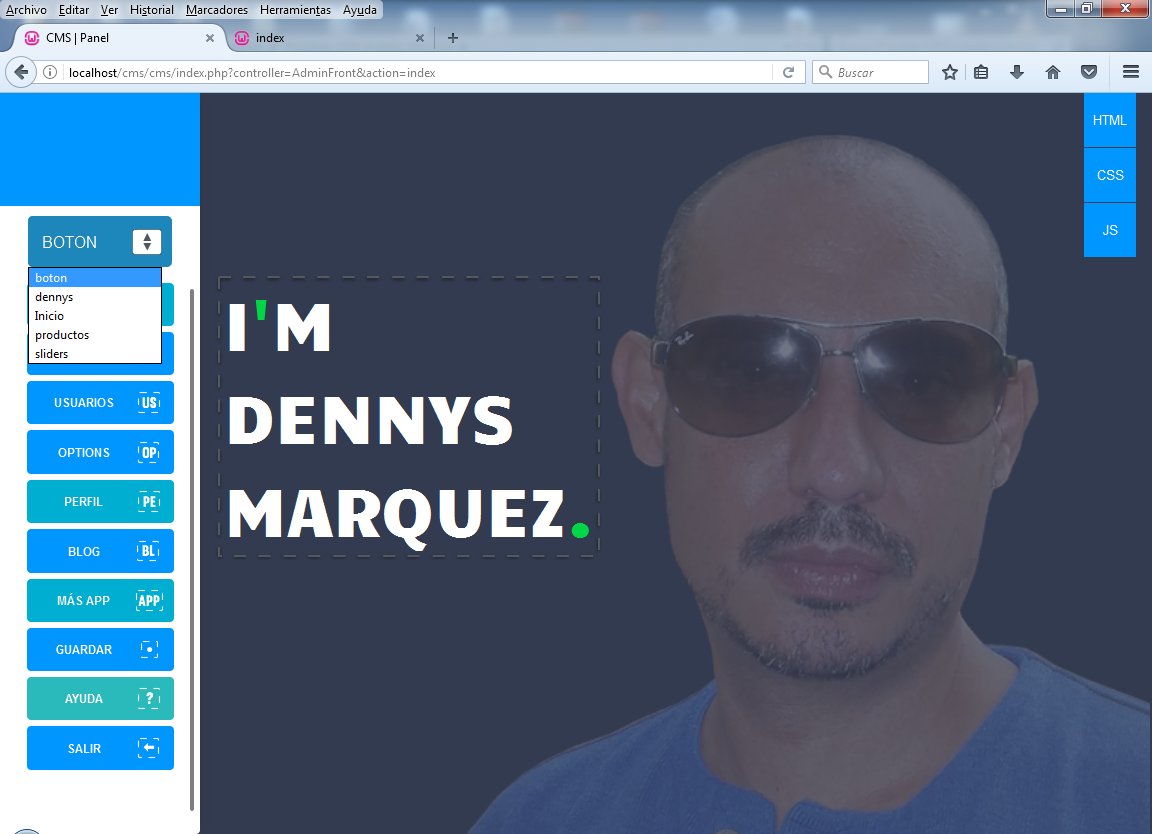 Archivo Editar Ver Historial Marcadores Herramientas Ayuda
CMS | Panel
index
localhost/cms/cms/index.php?controller=AdminFront&action=index
Buscar
HTML
CSS
JS
BOTON
boton
dennys
Inicio
productos
sliders
USUARIOS US
OPTIONS OP
PERFIL PE
BLOG BL
MÁS APP APP
GUARDAR
AYUDA ?
SALIR
I'M
DENNYS
MARQUEZ.
Ray-Ban